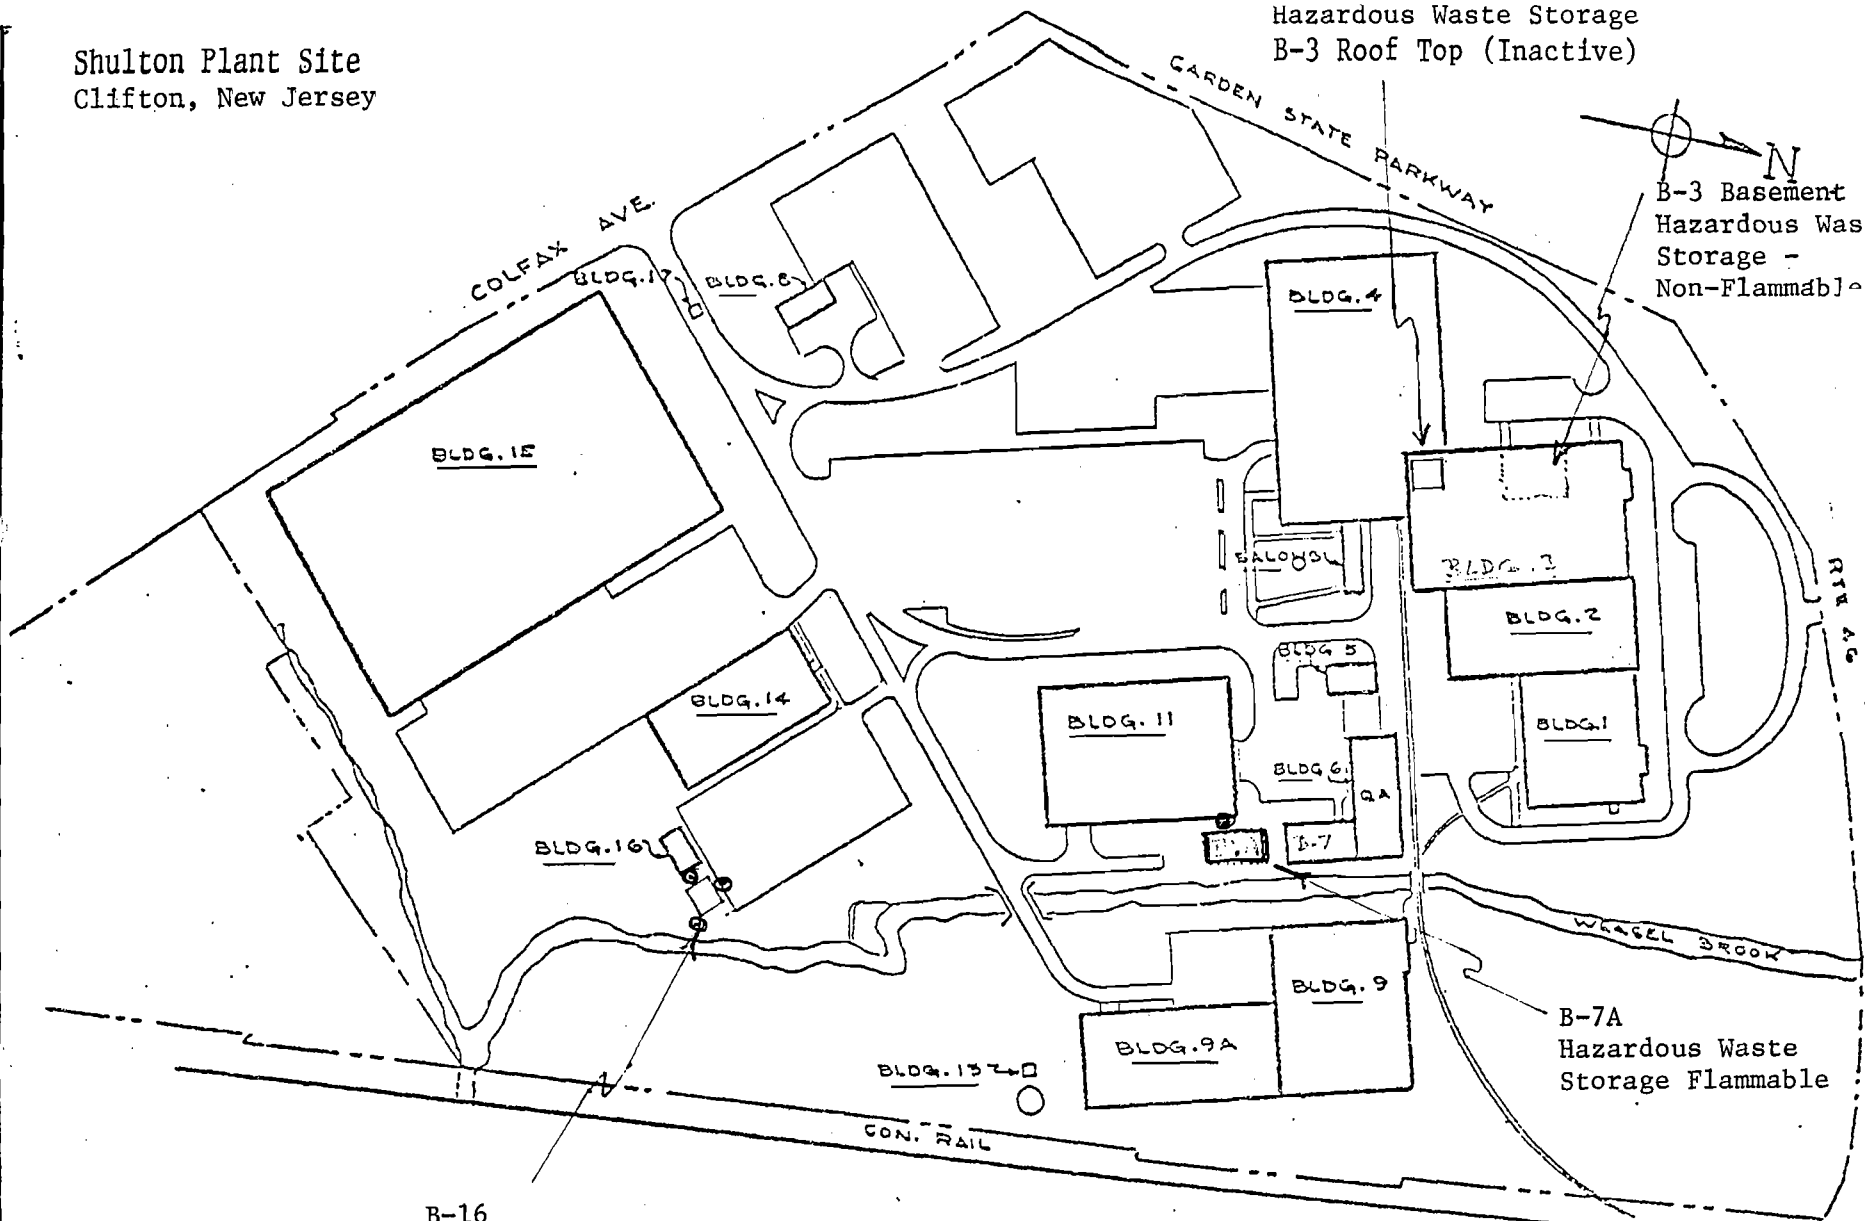 Shulton Plant Site
Clifton, New Jersey
Hazardous Waste Storage
B-3 Roof Top (Inactive)
GARDEN STATE PARKWAY
N
B-3 Basement
Hazardous Was
Storage -
Non-Flammable
COLFAX AVE.
BLDG.17
BLDG.8
BLDG.4
BLDG.15
BLDG.3
BLDG.2
RTE 46
BLDG 5
BLDG.14
BLDG. 11
BLDG.1
BLDG 6
QA
B-7
BLDG.16
WEASEL BROOK
BLDG. 9
B-7A
Hazardous Waste
Storage Flammable
BLDG.9A
BLDG.13
CON. RAIL
B-16